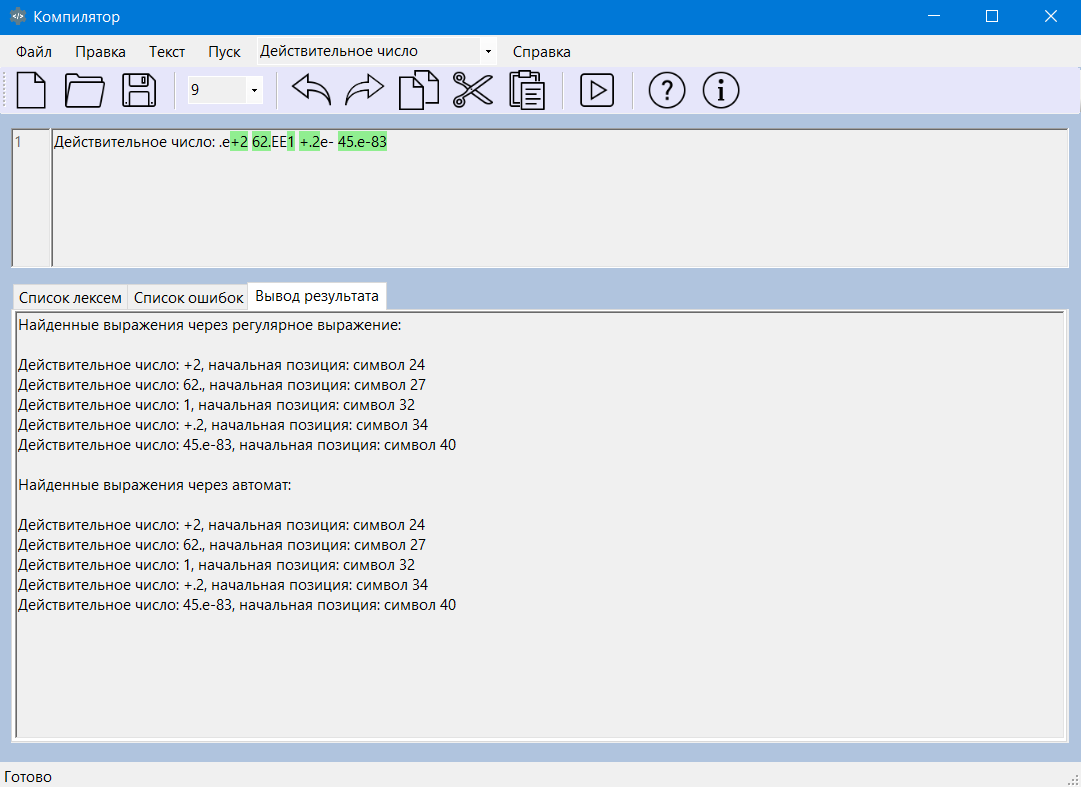 Компилятор
Файл Правка Текст Пуск Действительное число Справка
9
1 Действительное число: .e+2 62.EE1 +.2e- 45.e-83
Список лексем Список ошибок Вывод результата
Найденные выражения через регулярное выражение:
Действительное число: +2, начальная позиция: символ 24
Действительное число: 62., начальная позиция: символ 27
Действительное число: 1, начальная позиция: символ 32
Действительное число: +.2, начальная позиция: символ 34
Действительное число: 45.e-83, начальная позиция: символ 40
Найденные выражения через автомат:
Действительное число: +2, начальная позиция: символ 24
Действительное число: 62., начальная позиция: символ 27
Действительное число: 1, начальная позиция: символ 32
Действительное число: +.2, начальная позиция: символ 34
Действительное число: 45.e-83, начальная позиция: символ 40
Готово